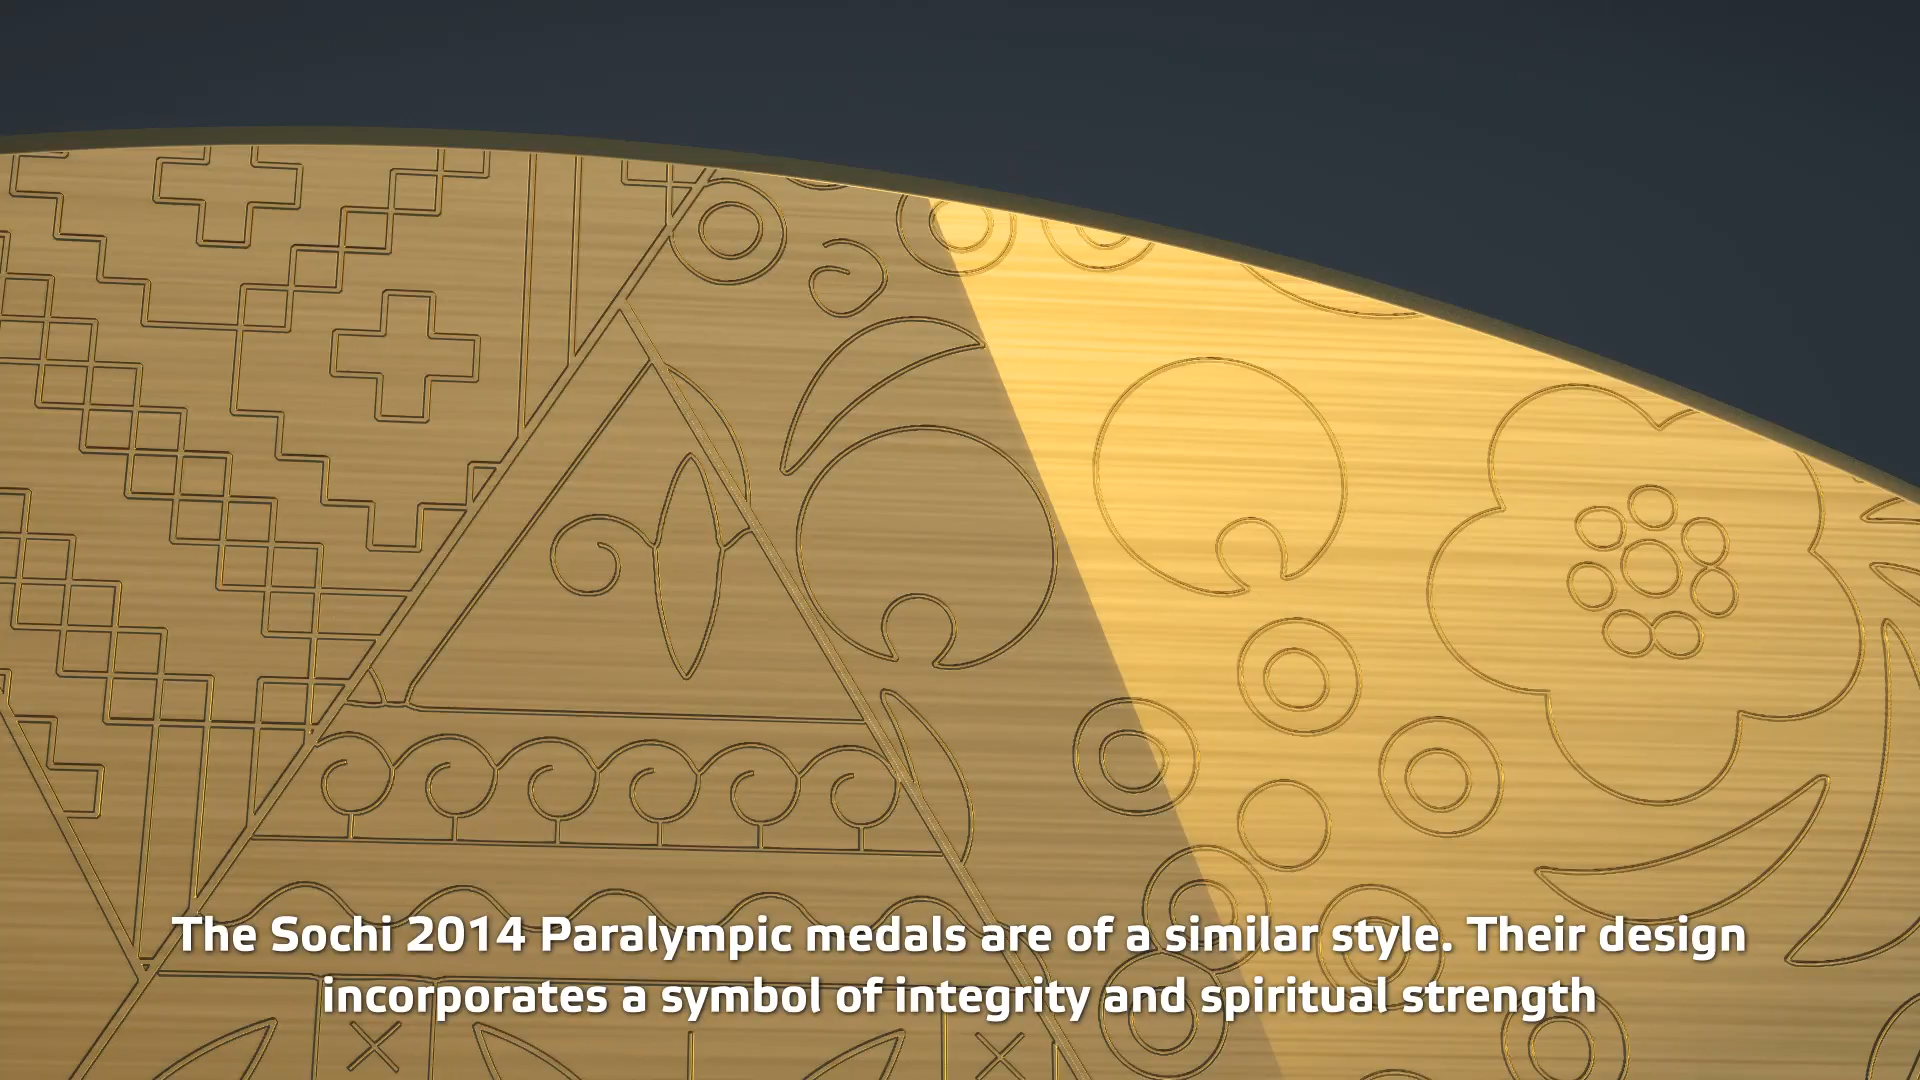 The Sochi 2014 Paralympic medals are of a similar style. Their design
incorporates a symbol of integrity and spiritual strength